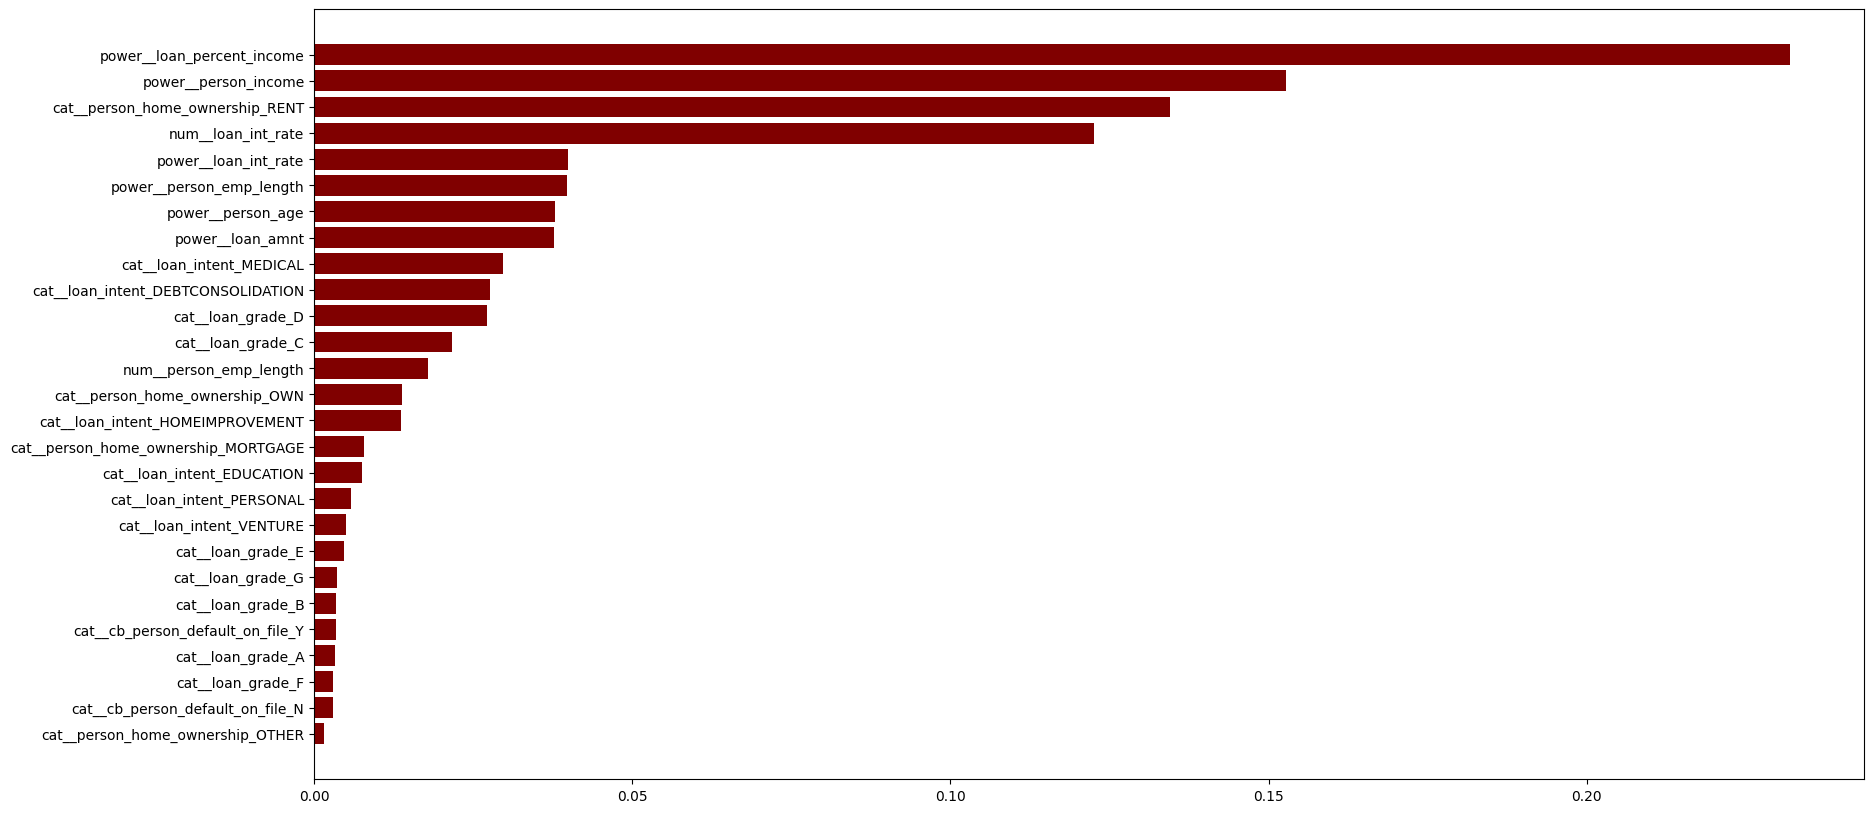 power__loan_percent_income
power__person_income
cat__person_home_ownership_RENT
num__loan_int_rate
power__loan_int_rate
power__person_emp_length
power__person_age
power__loan_amnt
cat__loan_intent_MEDICAL
cat__loan_intent_DEBTCONSOLIDATION
cat__loan_grade_D
cat__loan_grade_C
num__person_emp_length
cat__person_home_ownership_OWN
cat__loan_intent_HOMEIMPROVEMENT
cat__person_home_ownership_MORTGAGE
cat__loan_intent_EDUCATION
cat__loan_intent_PERSONAL
cat__loan_intent_VENTURE
cat__loan_grade_E
cat__loan_grade_G
cat__loan_grade_B
cat__cb_person_default_on_file_Y
cat__loan_grade_A
cat__loan_grade_F
cat__cb_person_default_on_file_N
cat__person_home_ownership_OTHER
0.00 0.05 0.10 0.15 0.20